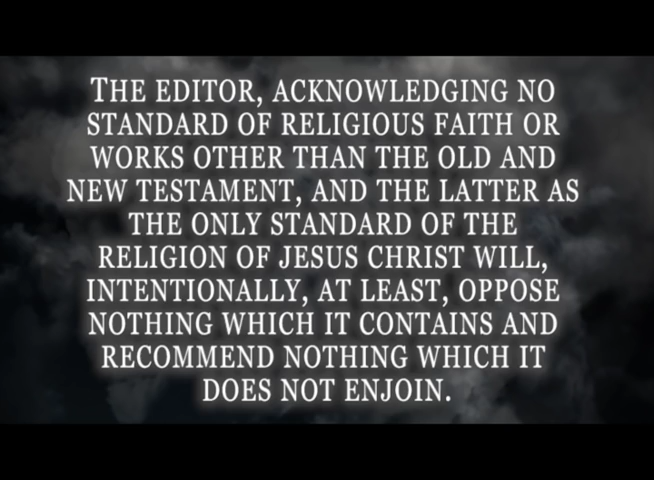 THE EDITOR, ACKNOWLEDGING NO
STANDARD OF RELIGIOUS FAITH OR
WORKS OTHER THAN THE OLD AND
NEW TESTAMENT, AND THE LATTER AS
THE ONLY STANDARD OF THE
RELIGION OF JESUS CHRIST WILL,
INTENTIONALLY, AT LEAST, OPPOSE
NOTHING WHICH IT CONTAINS AND
RECOMMEND NOTHING WHICH IT
DOES NOT ENJOIN.